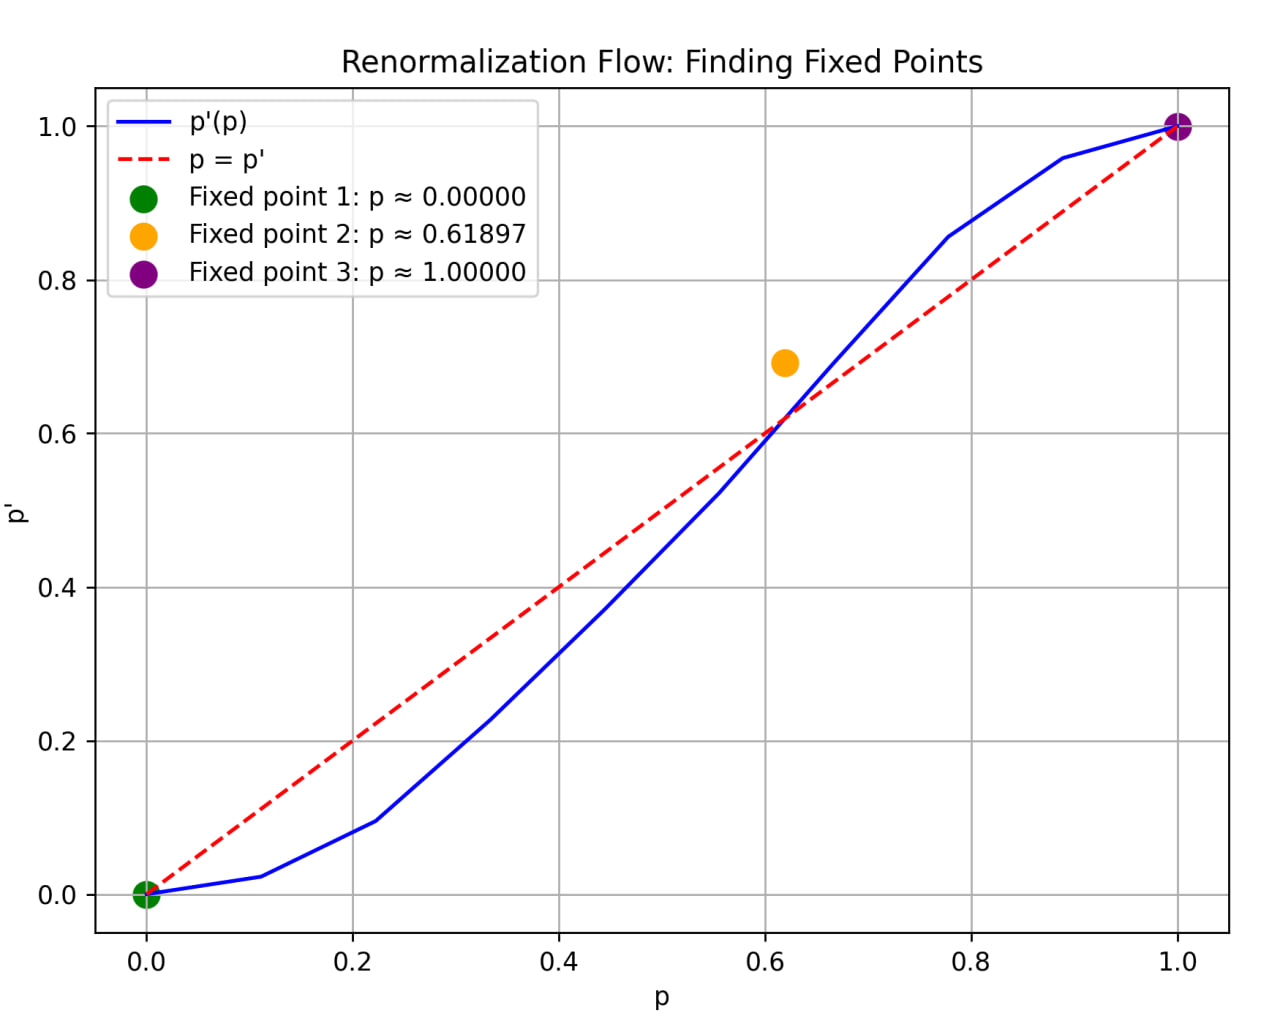 Renormalization Flow: Finding Fixed Points
p'(p)
p = p'
Fixed point 1: p ≈ 0.00000
Fixed point 2: p ≈ 0.61897
Fixed point 3: p ≈ 1.00000
1.0
0.8
0.6
0.4
0.2
0.0
p'
0.0 0.2 0.4 0.6 0.8 1.0
p